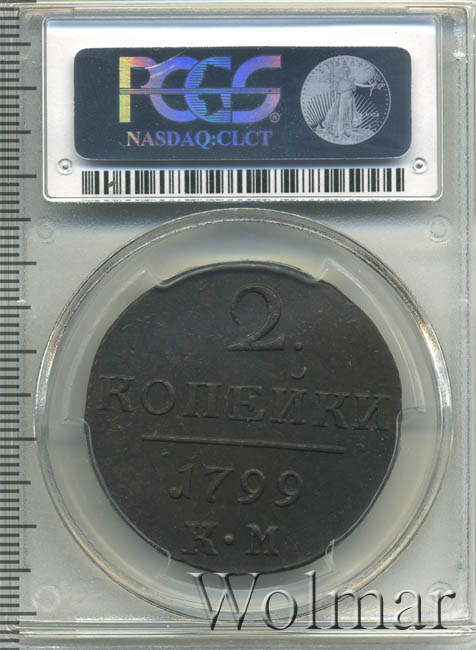 PCGS
®
NASDAQ:CLCT
2.
КОПЕЙКИ
1799
К•М
Wolmar